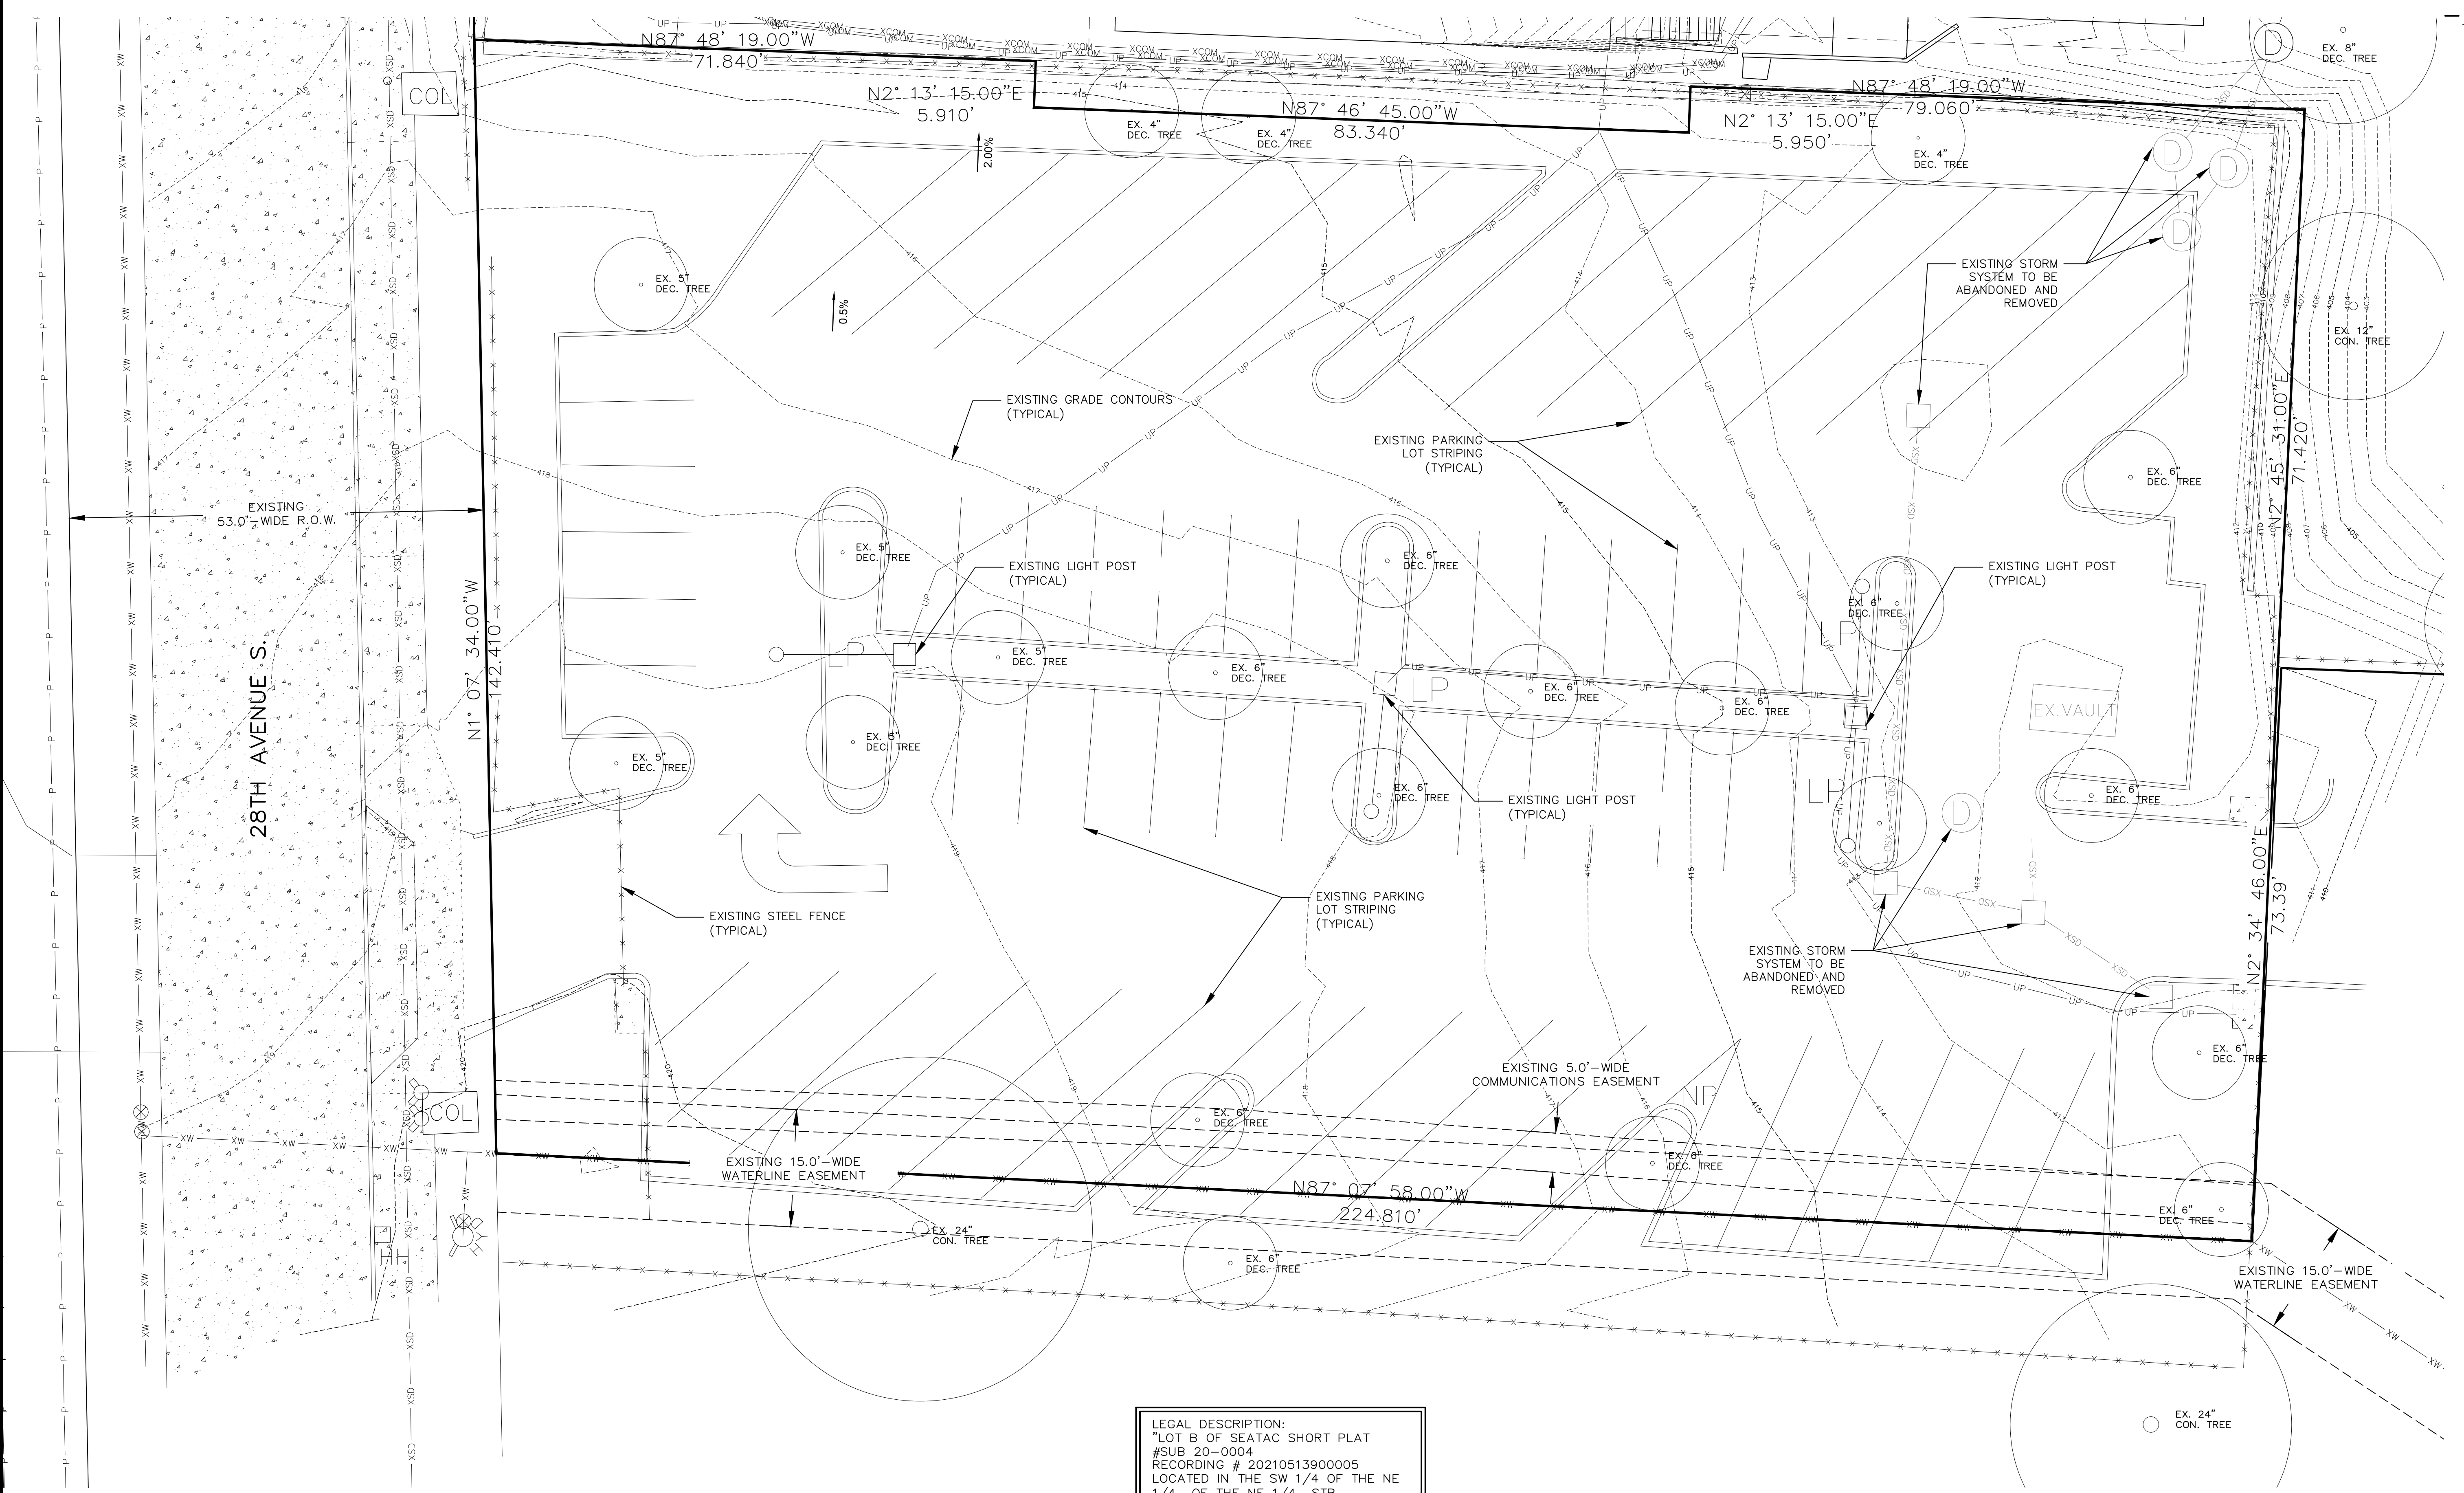 N87° 48' 19.00"W
71.840'
N2° 13' 15.00"E
5.910'
N87° 46' 45.00"W
83.340'
N2° 13' 15.00"E
5.950'
N87° 48' 19.00"W
79.060'
EX. 8"
DEC. TREE
EX. 4"
DEC. TREE
EX. 4"
DEC. TREE
EX. 4"
DEC. TREE
COL
2.00%
0.5%
D
D
D
D
EXISTING STORM
SYSTEM TO BE
ABANDONED AND
REMOVED
EX. 5"
DEC. TREE
EX. 12"
CON. TREE
EXISTING GRADE CONTOURS
(TYPICAL)
EXISTING PARKING
LOT STRIPING
(TYPICAL)
N2° 45' 31.00"E
71.420'
EX. 6"
DEC. TREE
EXISTING
53.0'-WIDE R.O.W.
EX. 5"
DEC. TREE
EXISTING LIGHT POST
(TYPICAL)
EX. 6"
DEC. TREE
EXISTING LIGHT POST
(TYPICAL)
EX. 6"
DEC. TREE
28TH AVENUE S.
N1° 07' 34.00"W
142.410'
LP
EX. 5"
DEC. TREE
EX. 6"
DEC. TREE
LP
EX. 6"
DEC. TREE
EX. 6"
DEC. TREE
LP
EX.VAULT
EX. 5"
DEC. TREE
EX. 5"
DEC. TREE
EX. 6"
DEC. TREE
EXISTING LIGHT POST
(TYPICAL)
LP
D
EX. 6"
DEC. TREE
N2° 34' 46.00"E
73.39'
EXISTING STEEL FENCE
(TYPICAL)
EXISTING PARKING
LOT STRIPING
(TYPICAL)
EXISTING STORM
SYSTEM TO BE
ABANDONED AND
REMOVED
EX. 6"
DEC. TREE
EXISTING 5.0'-WIDE
COMMUNICATIONS EASEMENT
NP
COL
EX. 6"
DEC. TREE
EXISTING 15.0'-WIDE
WATERLINE EASEMENT
EX. 6"
DEC. TREE
N87° 07' 58.00"W
224.810'
EX. 6"
DEC. TREE
HY
EX. 24"
CON. TREE
EX. 6"
DEC. TREE
EXISTING 15.0'-WIDE
WATERLINE EASEMENT
EX. 24"
CON. TREE
LEGAL DESCRIPTION:
"LOT B OF SEATAC SHORT PLAT
#SUB 20-0004
RECORDING # 20210513900005
LOCATED IN THE SW 1/4 OF THE NE
1/4 OF THE NE 1/4, STR